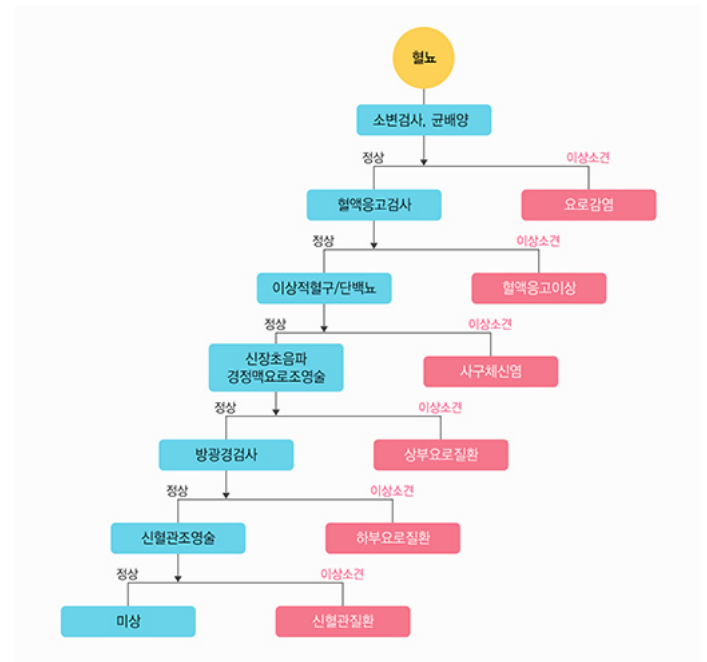 혈뇨
소변검사, 균배양
정상
이상소견
혈액응고검사
요로감염
정상
이상소견
이상적혈구/단백뇨
혈액응고이상
정상
이상소견
신장초음파
경정맥요로조영술
사구체신염
정상
이상소견
방광경검사
상부요로질환
정상
이상소견
신혈관조영술
하부요로질환
정상
이상소견
미상
신혈관질환